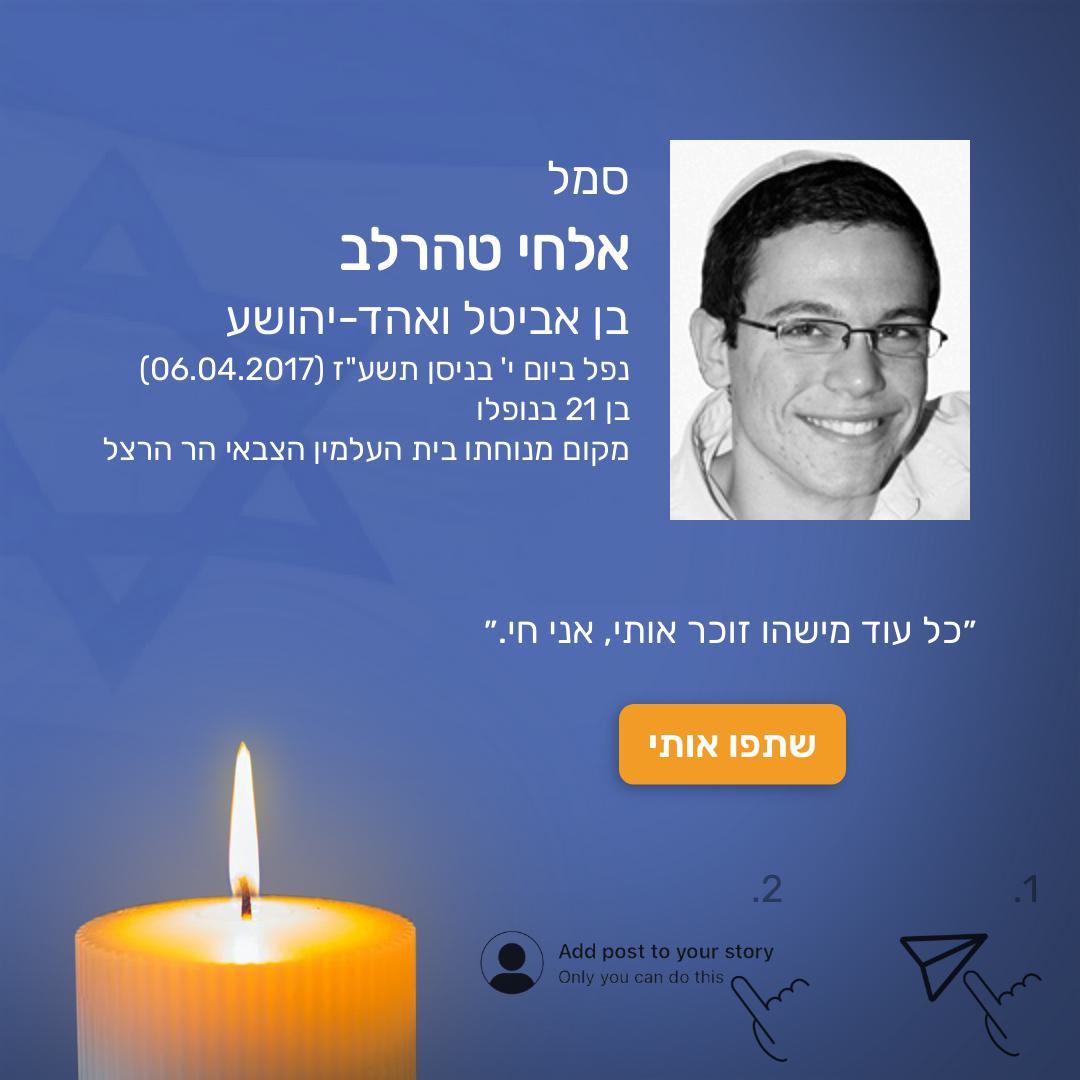 סמל
אלחי טהרלב
בן אביטל ואהד-יהושע
נפל ביום י' בניסן תשע"ז (06.04.2017)
בן 21 בנופלו
מקום מנוחתו בית העלמין הצבאי הר הרצל
״כל עוד מישהו זוכר אותי, אני חי.״
שתפו אותי
.1
.2
Add post to your story
Only you can do this